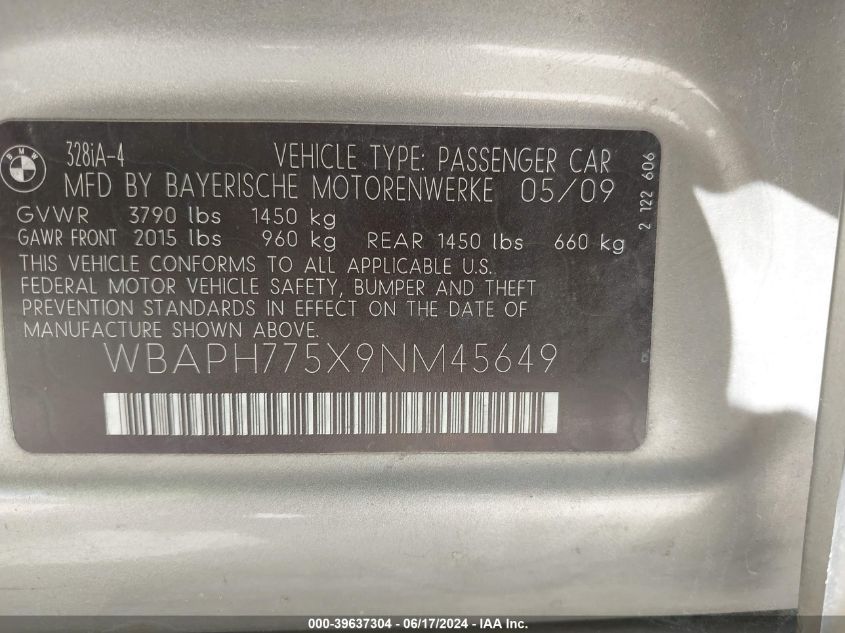 BMW
328iA-4 VEHICLE TYPE: PASSENGER CAR
MFD BY BAYERISCHE MOTORENWERKE 05/09
GVWR 3790 lbs 1450 kg
GAWR FRONT 2015 lbs 960 kg REAR 1450 lbs 660 kg
THIS VEHICLE CONFORMS TO ALL APPLICABLE U.S.
FEDERAL MOTOR VEHICLE SAFETY, BUMPER AND THEFT
PREVENTION STANDARDS IN EFFECT ON THE DATE OF
MANUFACTURE SHOWN ABOVE.
WBAPH775X9NM45649
2 122 606
000-39637304 - 06/17/2024 - IAA Inc.